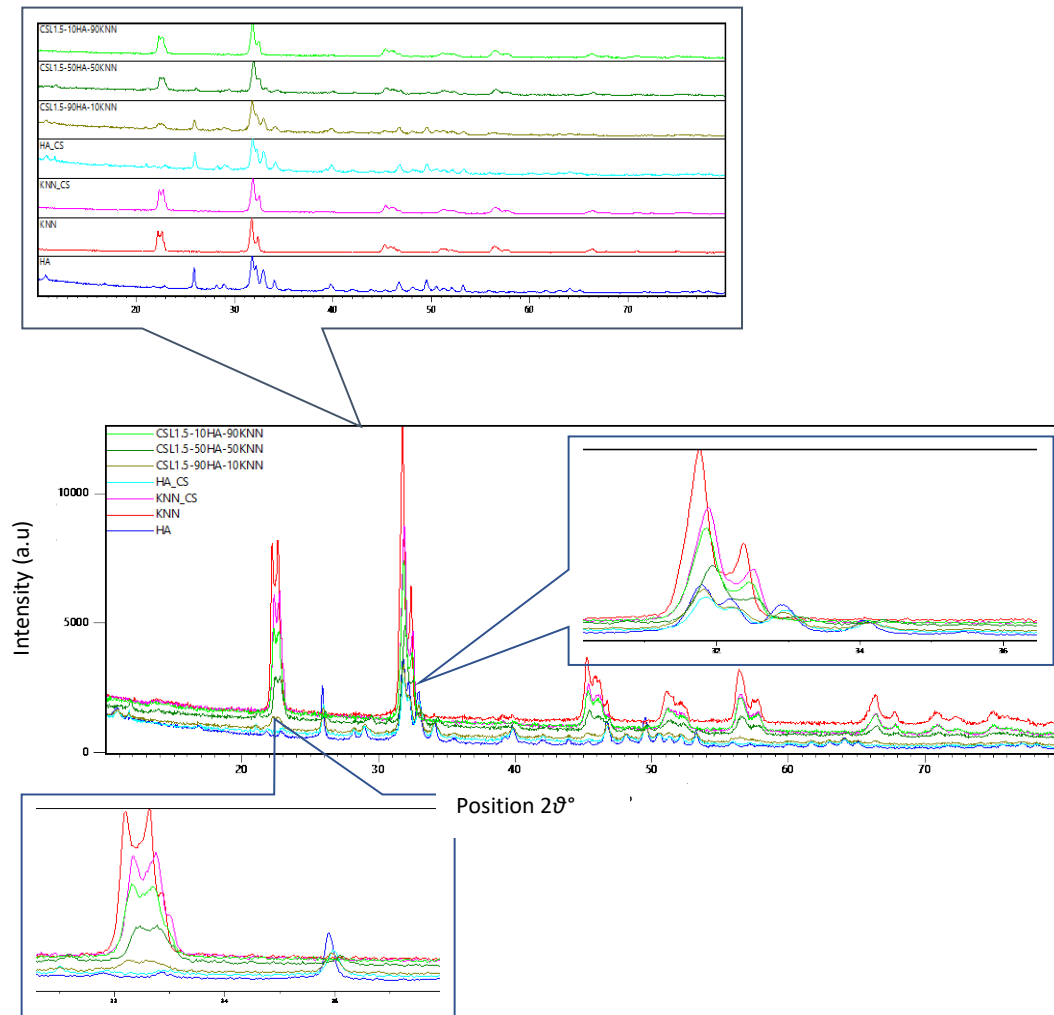 CSL1.5-10HA-90KNN
CSL1.5-50HA-50KNN
CSL1.5-90HA-10KNN
HA_CS
KNN_CS
KNN
HA
20 30 40 50 60 70
CSL1.5-10HA-90KNN
CSL1.5-50HA-50KNN
CSL1.5-90HA-10KNN
HA_CS
KNN_CS
KNN
HA
10000
5000
0
Intensity (a.u)
20 30 40 50 60 70
Position 2ϑ°
32 34 36
24